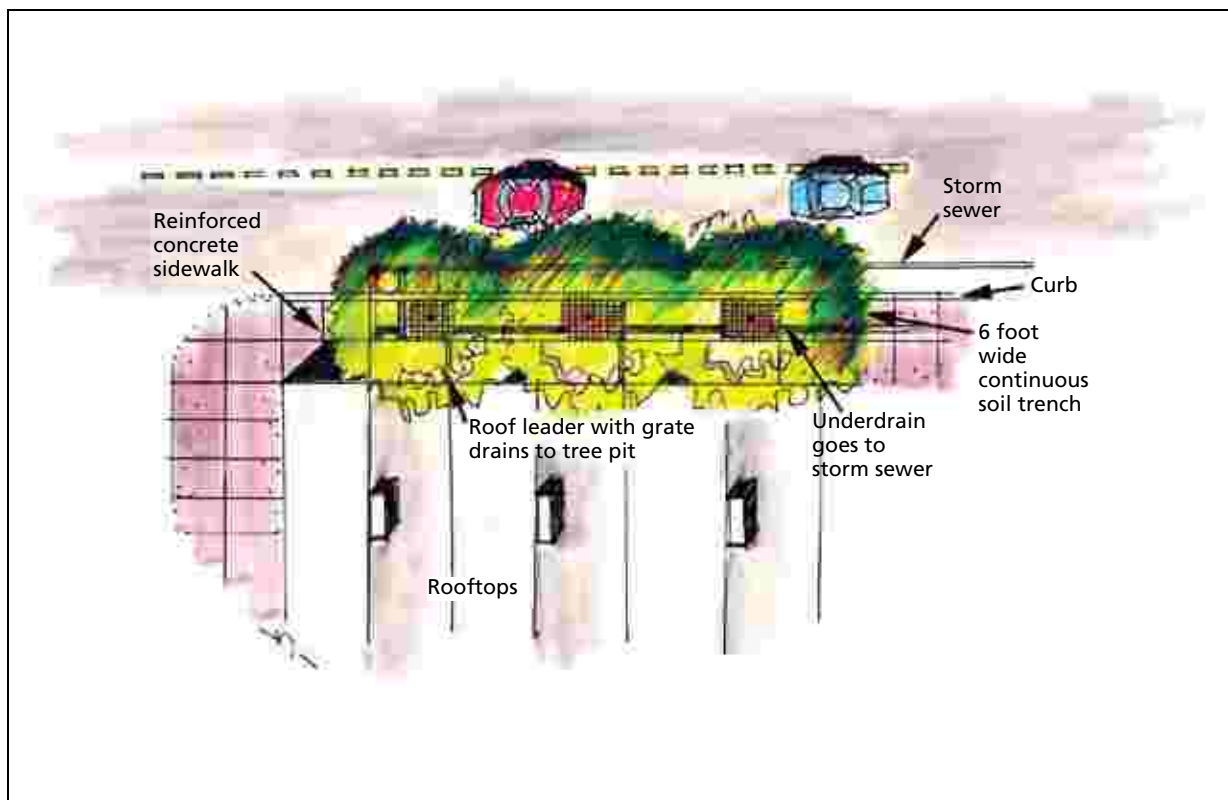 Storm
sewer
Reinforced
concrete
sidewalk
Curb
6 foot
wide
continuous
soil trench
Roof leader with grate
drains to tree pit
Underdrain
goes to
storm sewer
Rooftops